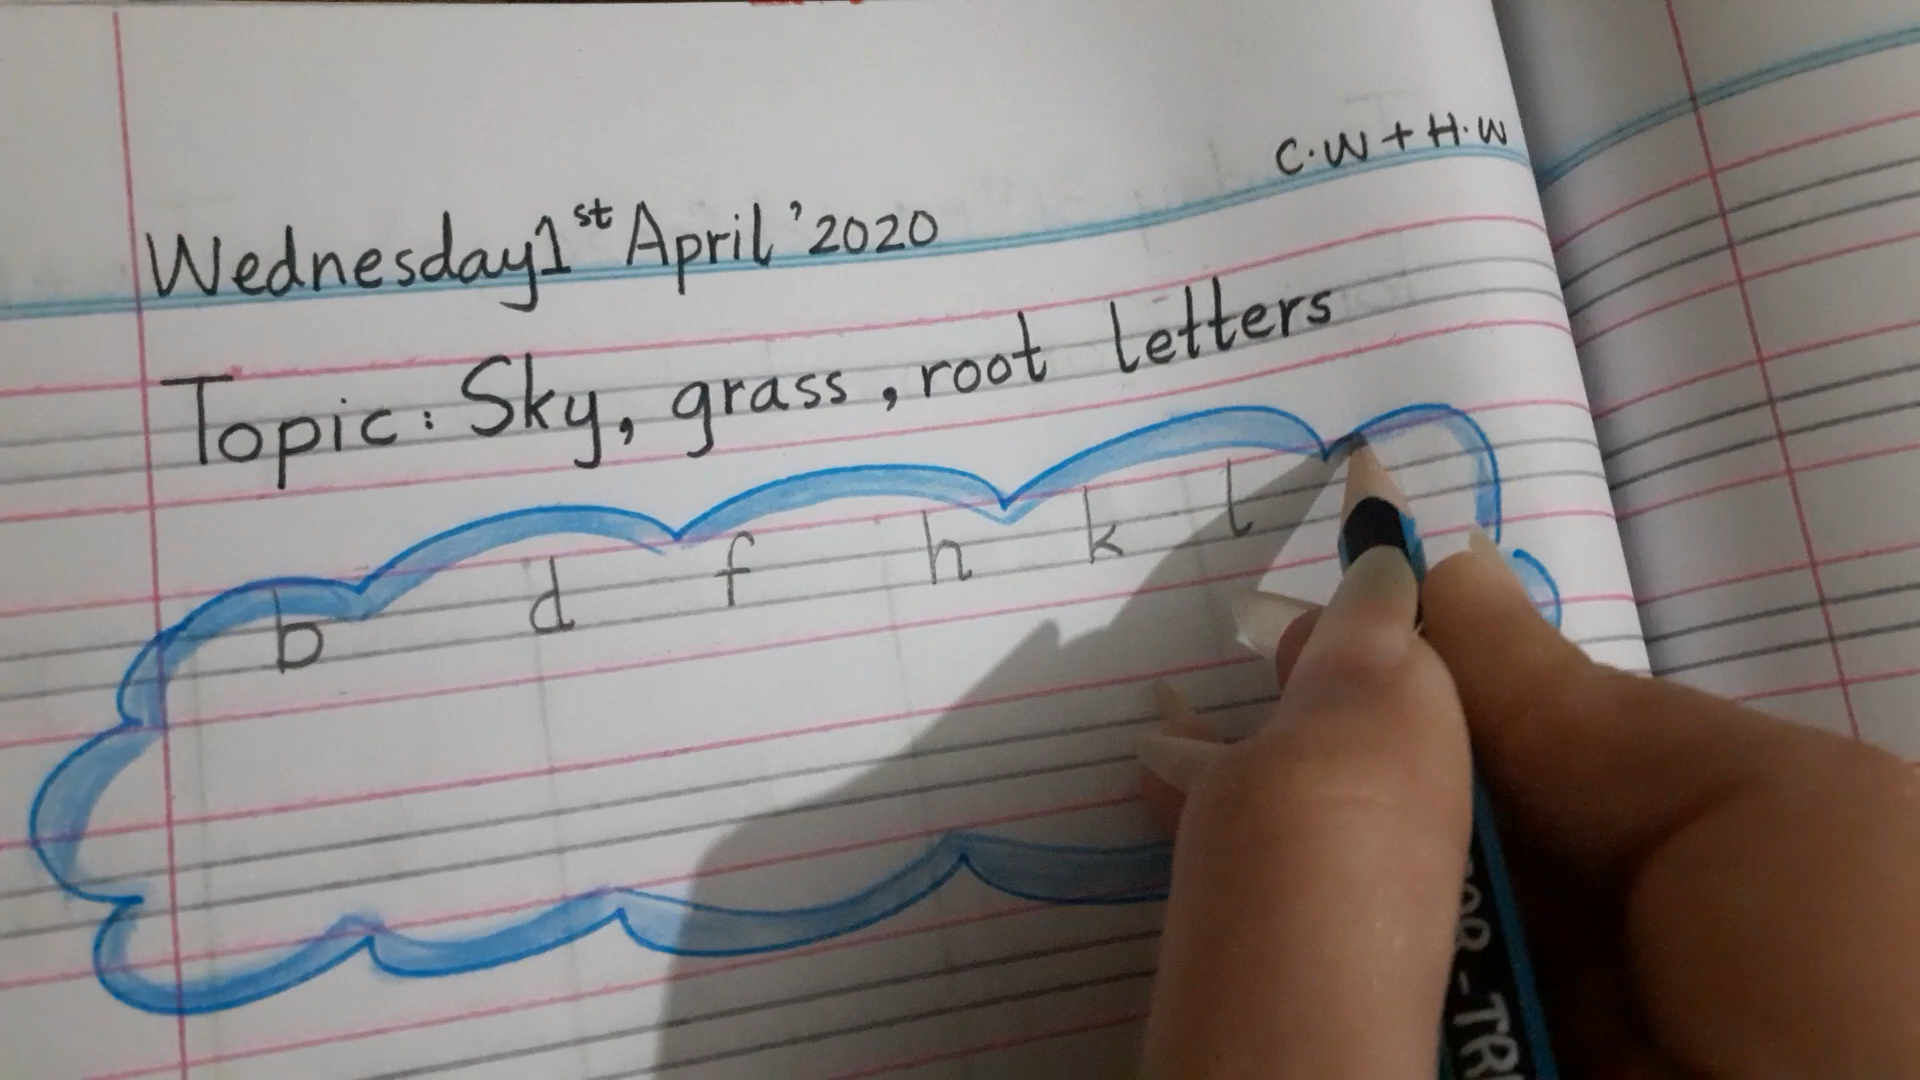 C.W + H.W
Wednesday 1st April '2020
Topic: Sky, grass, root letters
b d f h k l